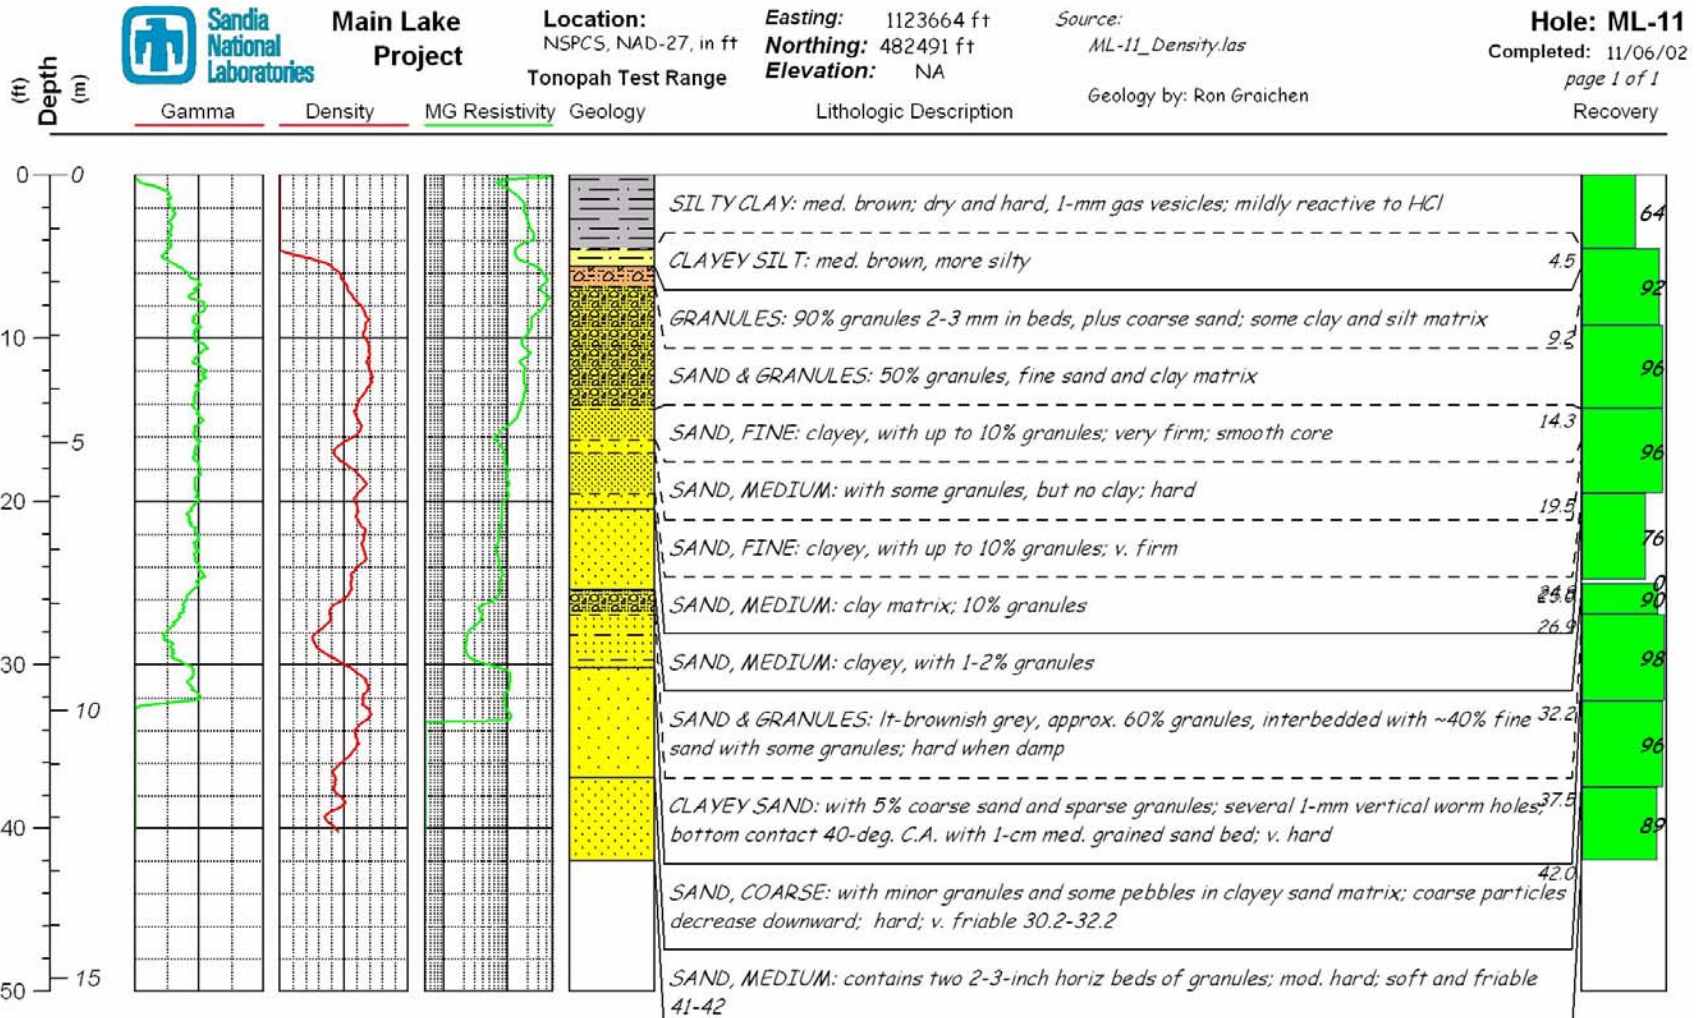 Sandia
National
Laboratories
Main Lake
Project
Location:
NSPCS, NAD-27, in ft
Tonopah Test Range
Easting: 1123664 ft
Northing: 482491 ft
Elevation: NA
Source:
ML-11_Density.las
Geology by: Ron Graichen
Hole: ML-11
Completed: 11/06/02
page 1 of 1
(ft) Depth (m)
Gamma Density MG Resistivity Geology Lithologic Description Recovery
0 0
SILTY CLAY: med. brown; dry and hard, 1-mm gas vesicles; mildly reactive to HCl
64
CLAYEY SILT: med. brown, more silty
4.5
92
GRANULES: 90% granules 2-3 mm in beds, plus coarse sand; some clay and silt matrix
9.2
10
SAND & GRANULES: 50% granules, fine sand and clay matrix
96
SAND, FINE: clayey, with up to 10% granules; very firm; smooth core
14.3
5
96
SAND, MEDIUM: with some granules, but no clay; hard
19.5
20
SAND, FINE: clayey, with up to 10% granules; v. firm
76
0
SAND, MEDIUM: clay matrix; 10% granules
90
26.9
SAND, MEDIUM: clayey, with 1-2% granules
98
30
SAND & GRANULES: lt-brownish grey, approx. 60% granules, interbedded with ~40% fine
sand with some granules; hard when damp
32.2
10
96
CLAYEY SAND: with 5% coarse sand and sparse granules; several 1-mm vertical worm holes;
bottom contact 40-deg. C.A. with 1-cm med. grained sand bed; v. hard
37.5
40
89
SAND, COARSE: with minor granules and some pebbles in clayey sand matrix; coarse particles
decrease downward; hard; v. friable 30.2-32.2
42.0
SAND, MEDIUM: contains two 2-3-inch horiz beds of granules; mod. hard; soft and friable
41-42
15
50